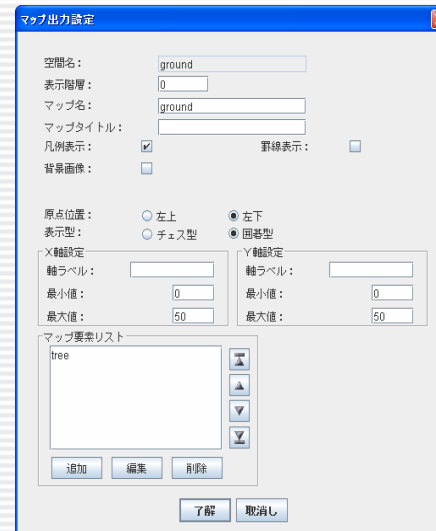 マップ出力設定
空間名： ground
表示階層： 0
マップ名： ground
マップタイトル：
凡例表示： 罫線表示：
背景画像：
原点位置： 左上 左下
表示型： チェス型 囲碁型
X軸設定 Y軸設定
軸ラベル： 軸ラベル：
最小値： 0 最小値： 0
最大値： 50 最大値： 50
マップ要素リスト
tree
追加 編集 削除
了解 取消し